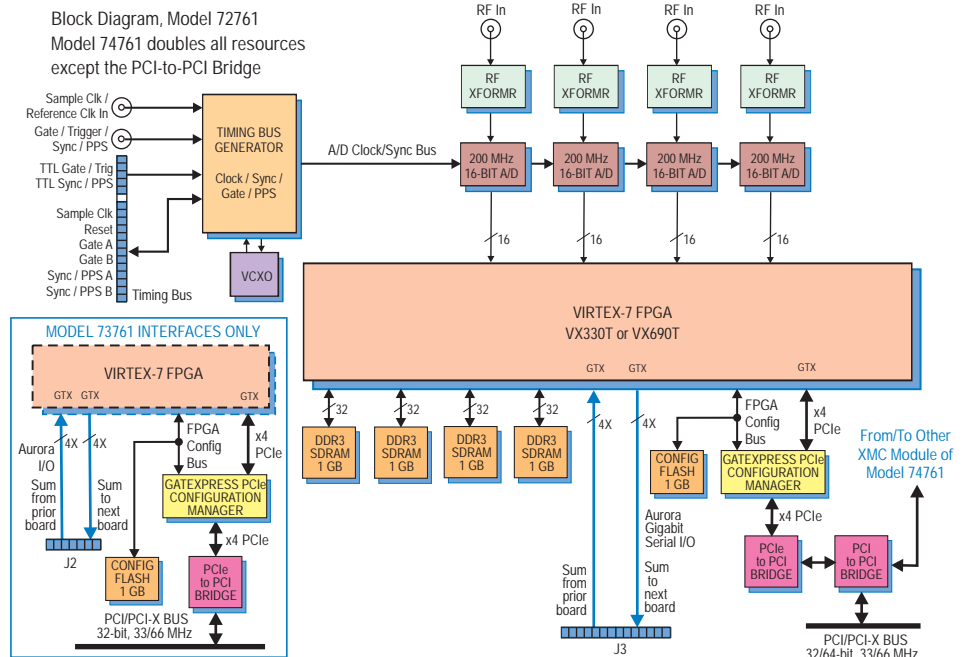 Block Diagram, Model 72761
Model 74761 doubles all resources
except the PCI-to-PCI Bridge
RF In
RF In
RF In
RF In
RF
XFORMR
RF
XFORMR
RF
XFORMR
RF
XFORMR
Sample Clk /
Reference Clk In
Gate / Trigger /
Sync / PPS
TTL Gate / Trig
TTL Sync / PPS
Sample Clk
Reset
Gate A
Gate B
Sync / PPS A
Sync / PPS B
Timing Bus
TIMING BUS
GENERATOR
Clock / Sync /
Gate / PPS
VCXO
A/D Clock/Sync Bus
200 MHz
16-BIT A/D
200 MHz
16-BIT A/D
200 MHz
16-BIT A/D
200 MHz
16-BIT A/D
16
16
16
16
VIRTEX-7 FPGA
VX330T or VX690T
GTX
GTX
GTX
32
32
32
32
DDR3
SDRAM
1 GB
DDR3
SDRAM
1 GB
DDR3
SDRAM
1 GB
DDR3
SDRAM
1 GB
4X
4X
Aurora
Gigabit
Serial I/O
Sum
from
prior
board
Sum
to
next
board
J3
FPGA
Config
Bus
x4
PCIe
CONFIG
FLASH
1 GB
GATEXPRESS PCIe
CONFIGURATION
MANAGER
x4 PCIe
PCIe
to PCI
BRIDGE
PCI
to PCI
BRIDGE
From/To Other
XMC Module of
Model 74761
PCI/PCI-X BUS
32/64-bit, 33/66 MHz
MODEL 73761 INTERFACES ONLY
VIRTEX-7 FPGA
GTX
GTX
GTX
4X
4X
Aurora
I/O
Sum
from
prior
board
Sum
to
next
board
J2
FPGA
Config
Bus
x4
PCIe
GATEXPRESS PCIe
CONFIGURATION
MANAGER
x4 PCIe
CONFIG
FLASH
1 GB
PCIe
to PCI
BRIDGE
PCI/PCI-X BUS
32-bit, 33/66 MHz